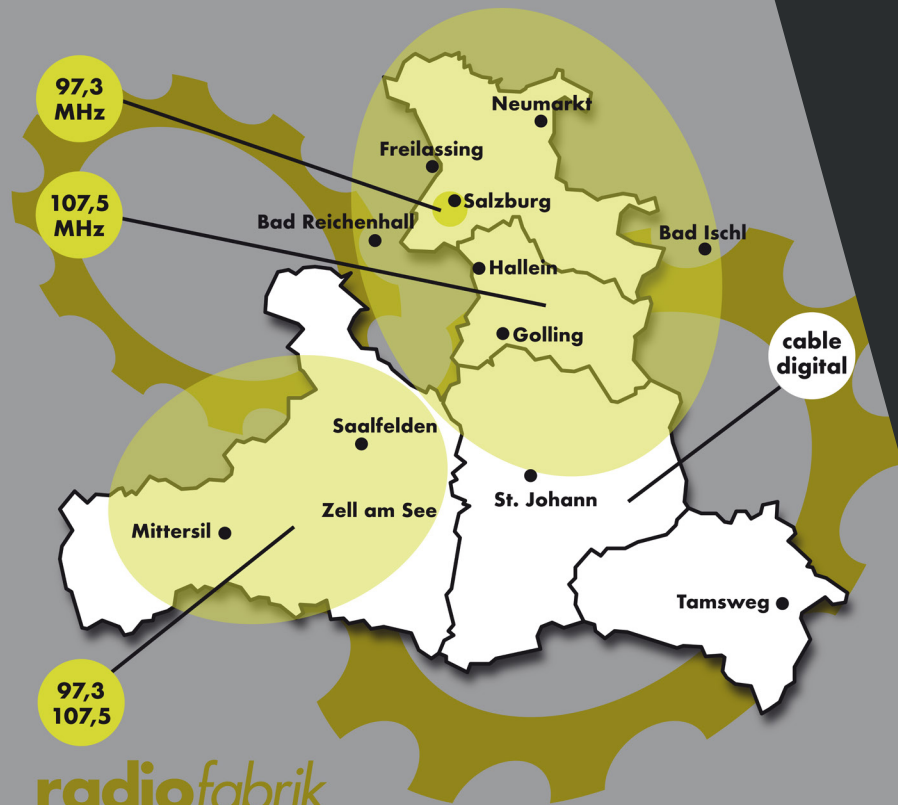 97,3
MHz
Neumarkt
Freilassing
107,5
MHz
Salzburg
Bad Reichenhall
Bad Ischl
Hallein
Golling
cable
digital
Saalfelden
St. Johann
Zell am See
Mittersil
Tamsweg
97,3
107,5
radiofabrik